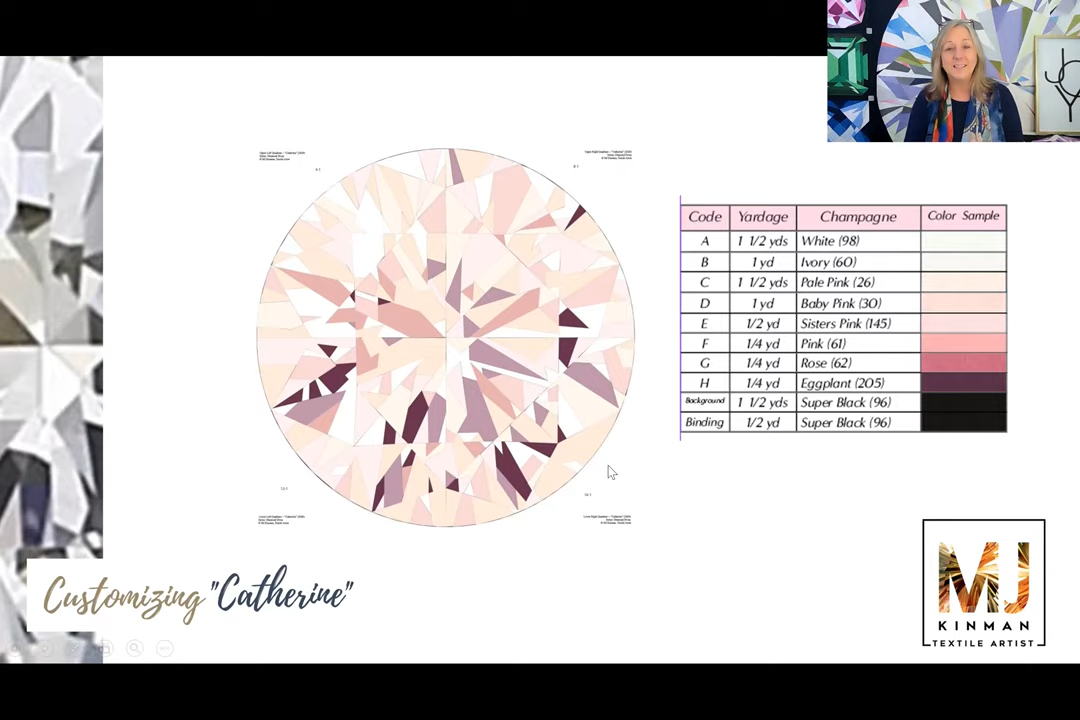 Code Yardage Champagne Color Sample
A 1 1/2 yds White (98)
B 1 yd Ivory (60)
C 1 1/2 yds Pale Pink (26)
D 1 yd Baby Pink (30)
E 1/2 yd Sisters Pink (145)
F 1/4 yd Pink (61)
G 1/4 yd Rose (62)
H 1/4 yd Eggplant (205)
Background 1 1/2 yds Super Black (96)
Binding 1/2 yd Super Black (96)
Customizing "Catherine"
MJ
KINMAN
TEXTILE ARTIST
JOY